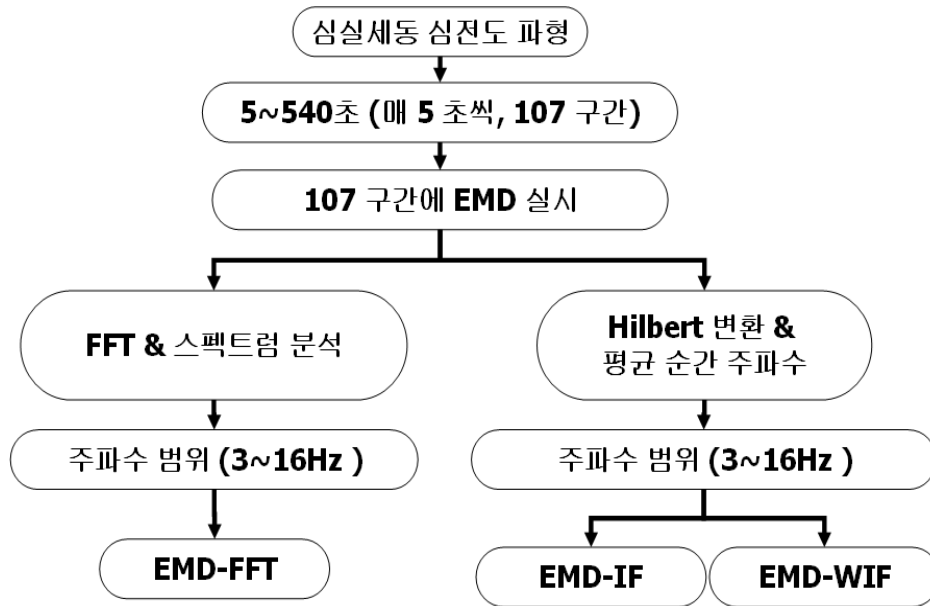 심실세동 심전도 파형
5~540초 (매 5 초씩, 107 구간)
107 구간에 EMD 실시
FFT & 스펙트럼 분석
Hilbert 변환 &
평균 순간 주파수
주파수 범위 (3~16Hz )
주파수 범위 (3~16Hz )
EMD-FFT
EMD-IF
EMD-WIF